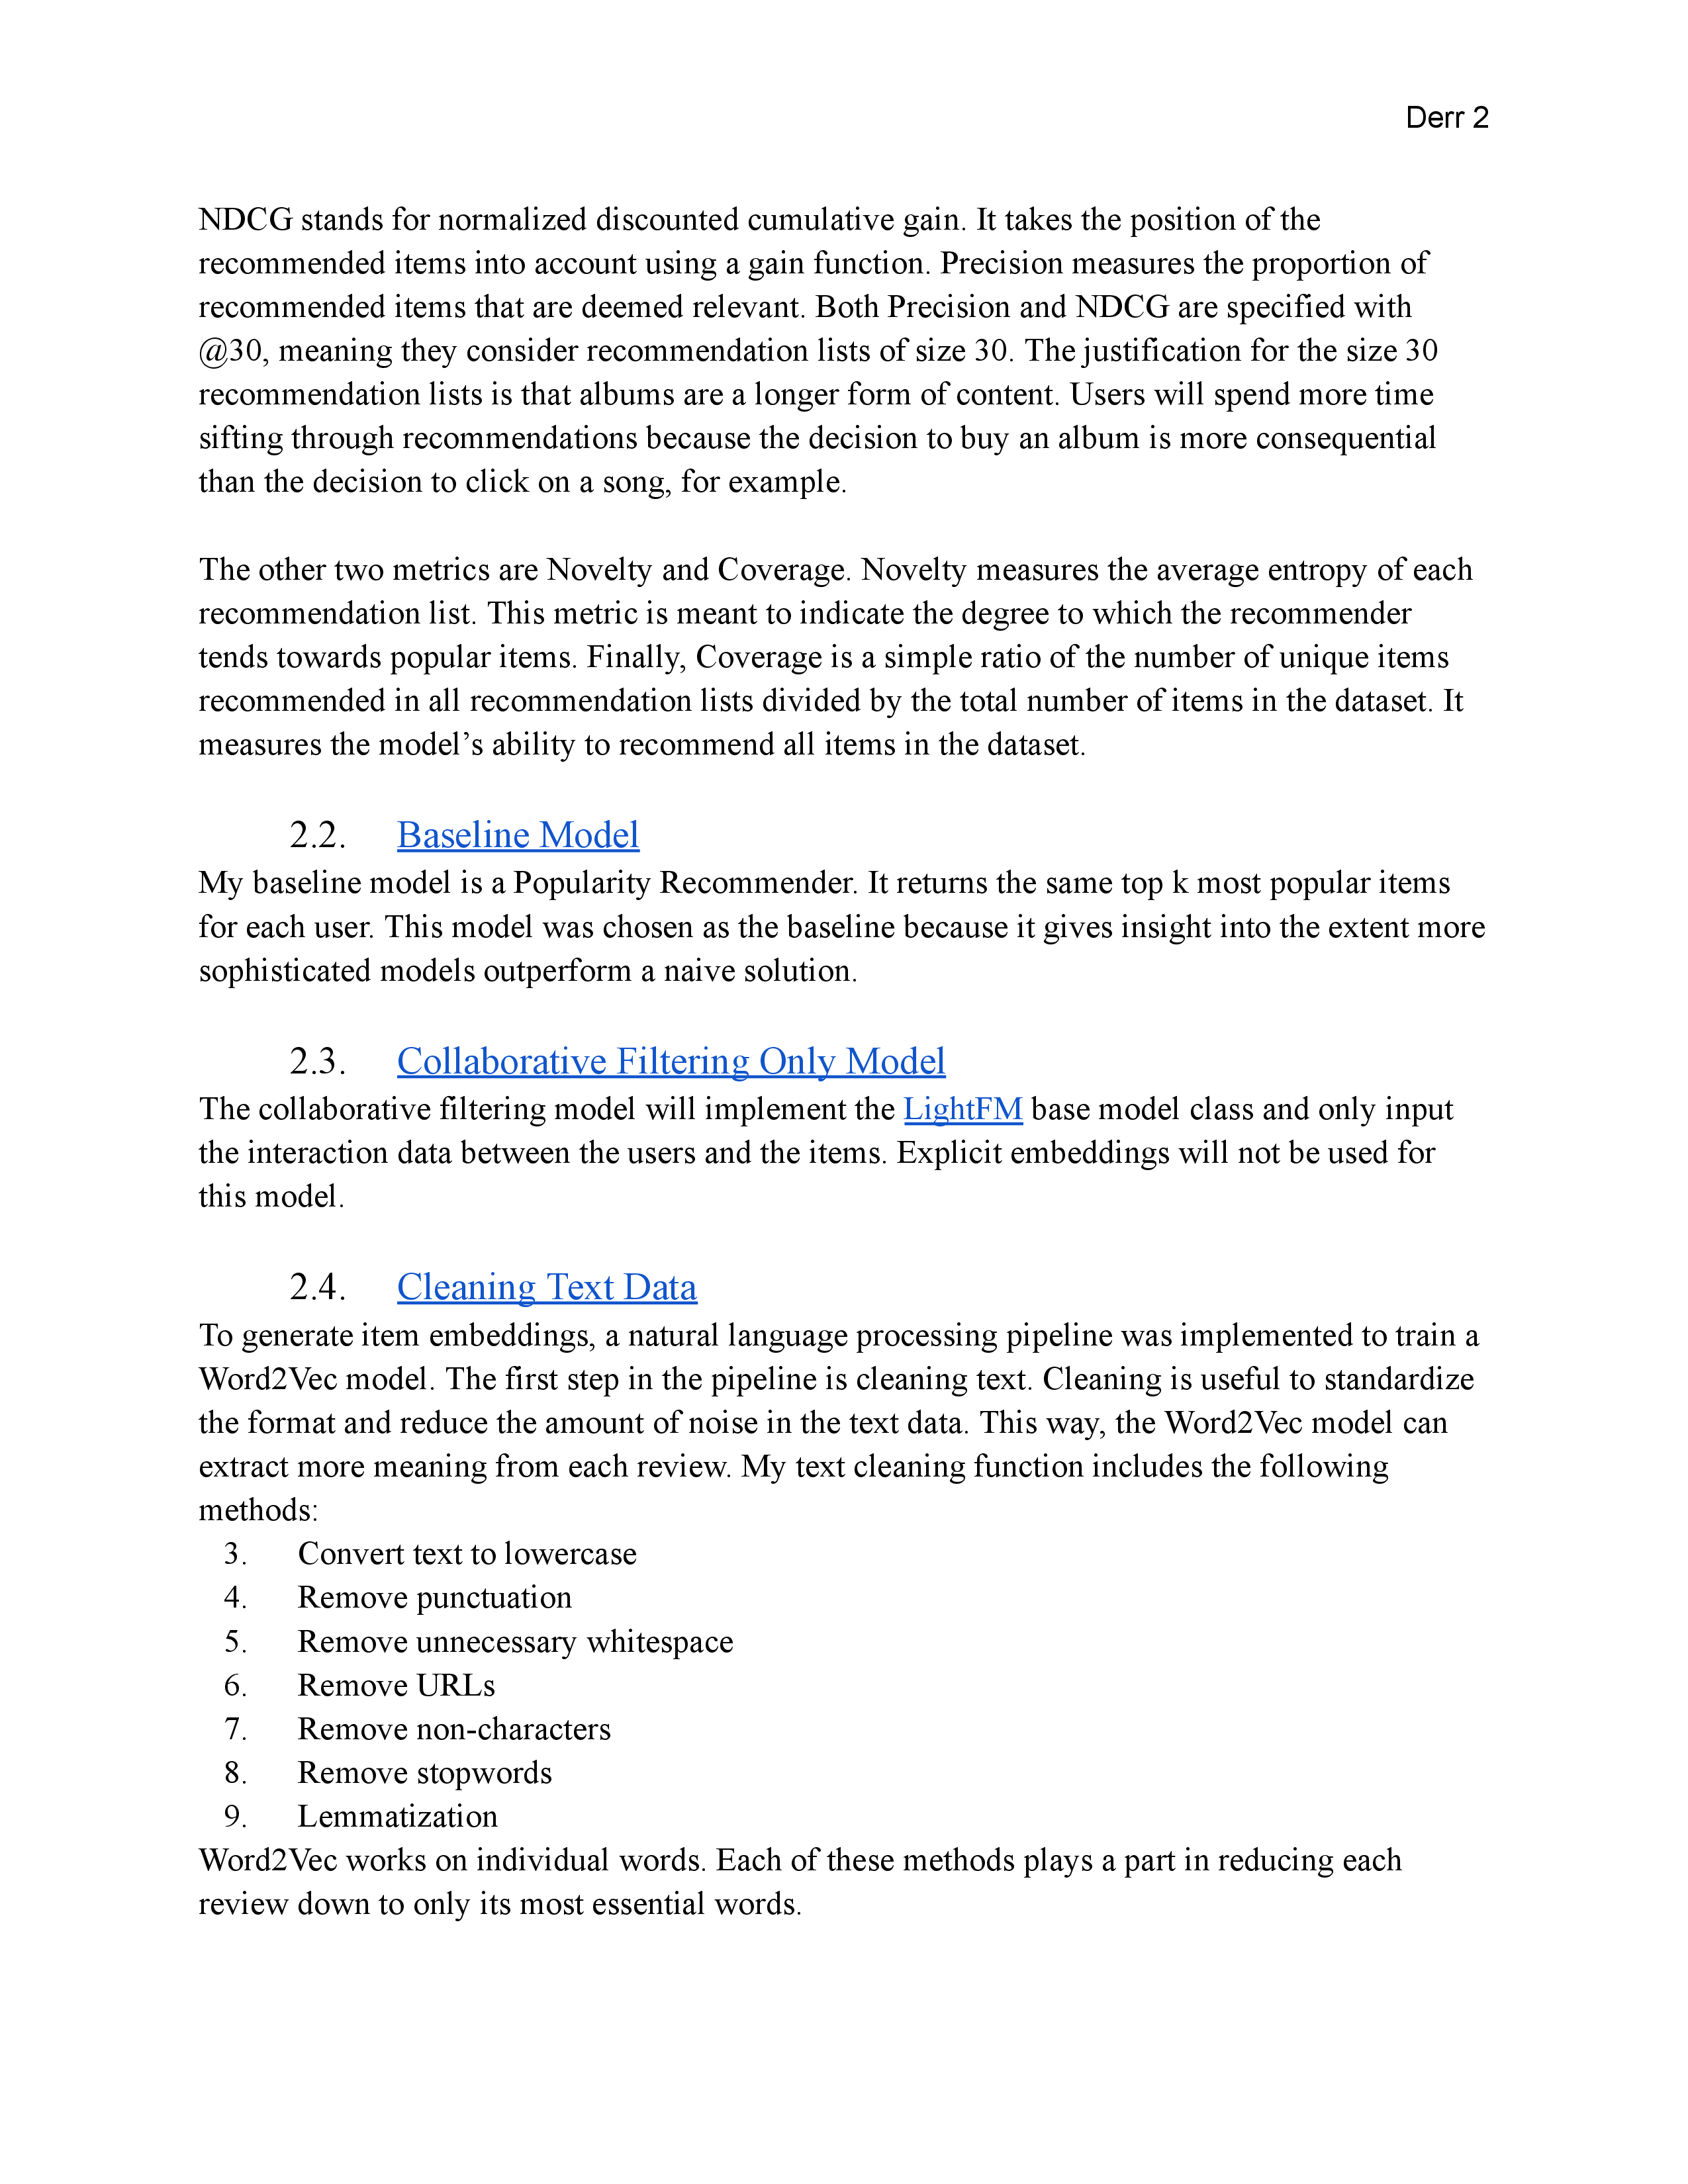 Derr 2
NDCG stands for normalized discounted cumulative gain. It takes the position of the
recommended items into account using a gain function. Precision measures the proportion of
recommended items that are deemed relevant. Both Precision and NDCG are specified with
@30, meaning they consider recommendation lists of size 30. The justification for the size 30
recommendation lists is that albums are a longer form of content. Users will spend more time
sifting through recommendations because the decision to buy an album is more consequential
than the decision to click on a song, for example.
The other two metrics are Novelty and Coverage. Novelty measures the average entropy of each
recommendation list. This metric is meant to indicate the degree to which the recommender
tends towards popular items. Finally, Coverage is a simple ratio of the number of unique items
recommended in all recommendation lists divided by the total number of items in the dataset. It
measures the model’s ability to recommend all items in the dataset.
2.2. Baseline Model
My baseline model is a Popularity Recommender. It returns the same top k most popular items
for each user. This model was chosen as the baseline because it gives insight into the extent more
sophisticated models outperform a naive solution.
2.3. Collaborative Filtering Only Model
The collaborative filtering model will implement the LightFM base model class and only input
the interaction data between the users and the items. Explicit embeddings will not be used for
this model.
2.4. Cleaning Text Data
To generate item embeddings, a natural language processing pipeline was implemented to train a
Word2Vec model. The first step in the pipeline is cleaning text. Cleaning is useful to standardize
the format and reduce the amount of noise in the text data. This way, the Word2Vec model can
extract more meaning from each review. My text cleaning function includes the following
methods:
3. Convert text to lowercase
4. Remove punctuation
5. Remove unnecessary whitespace
6. Remove URLs
7. Remove non-characters
8. Remove stopwords
9. Lemmatization
Word2Vec works on individual words. Each of these methods plays a part in reducing each
review down to only its most essential words.